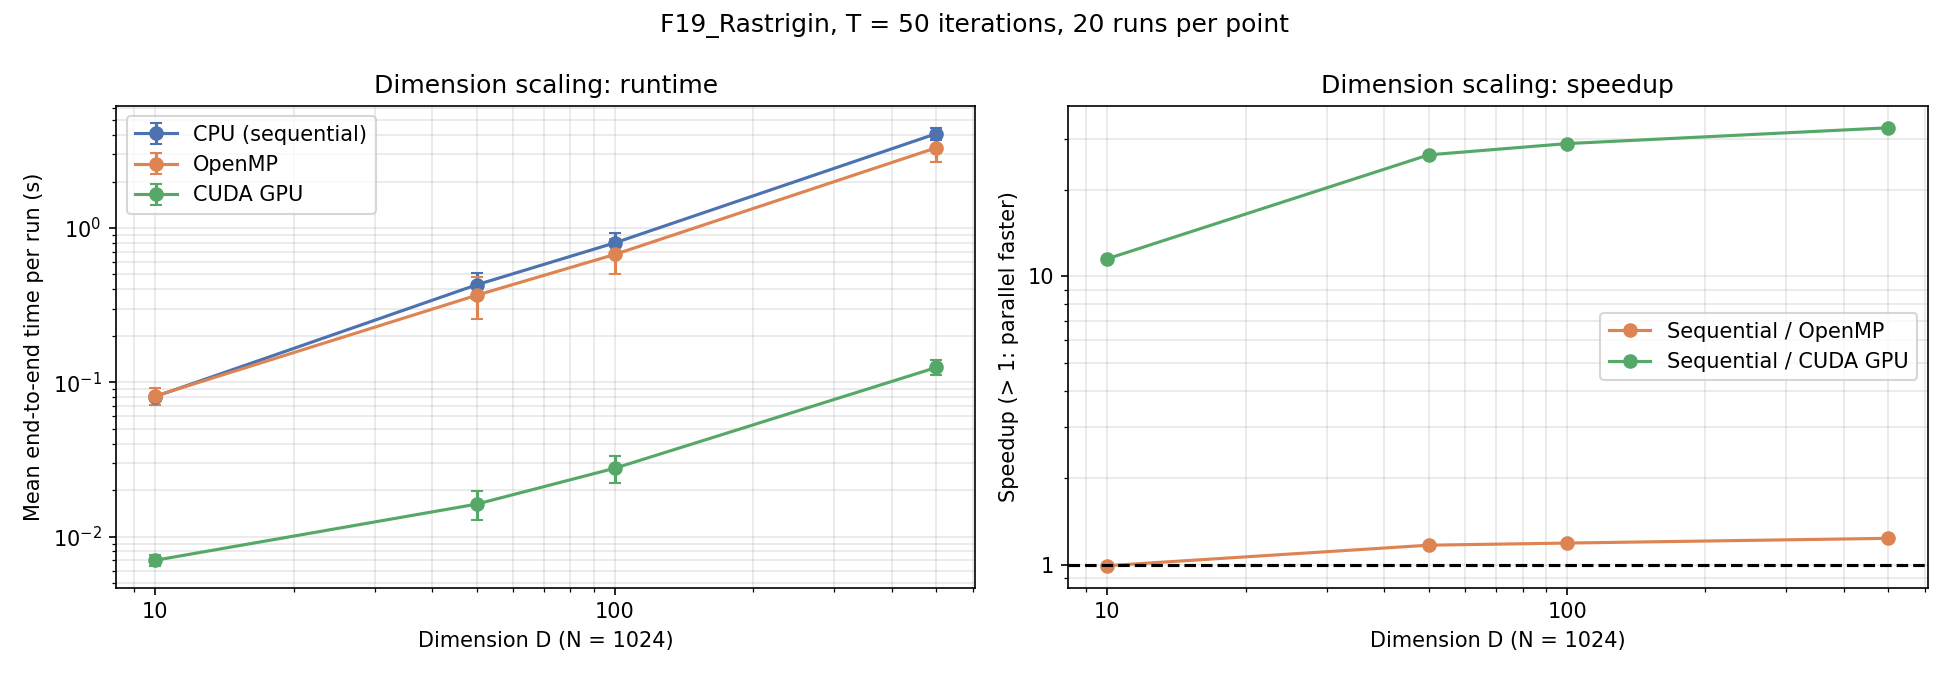 F19_Rastrigin, T = 50 iterations, 20 runs per point
Dimension scaling: runtime
CPU (sequential)
OpenMP
CUDA GPU
Mean end-to-end time per run (s)
10⁰
10⁻¹
10⁻²
10
100
Dimension D (N = 1024)
Dimension scaling: speedup
Sequential / OpenMP
Sequential / CUDA GPU
Speedup (> 1: parallel faster)
10
1
10
100
Dimension D (N = 1024)